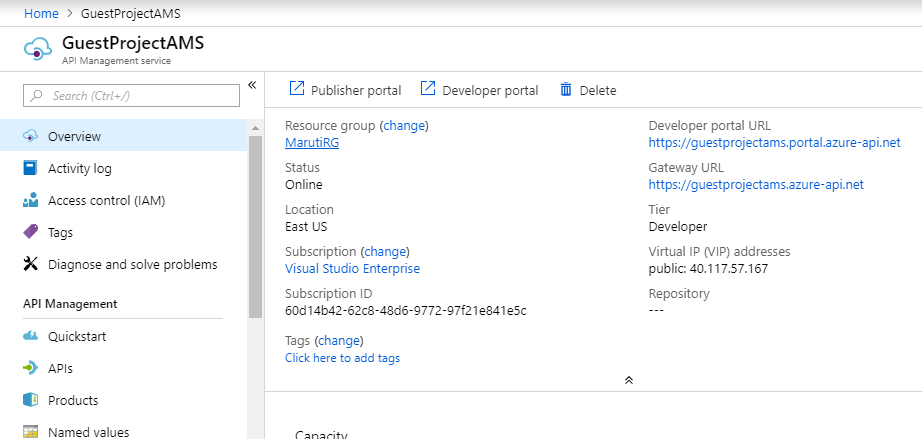 Home > GuestProjectAMS
GuestProjectAMS
API Management service
«
Search (Ctrl+/)
Overview
Activity log
Access control (IAM)
Tags
Diagnose and solve problems
API Management
Quickstart
APIs
Products
Named values
Publisher portal Developer portal Delete
Resource group (change)
MarutiRG
Status
Online
Location
East US
Subscription (change)
Visual Studio Enterprise
Subscription ID
60d14b42-62c8-48d6-9772-97f21e841e5c
Tags (change)
Click here to add tags
Developer portal URL
https://guestprojectams.portal.azure-api.net
Gateway URL
https://guestprojectams.azure-api.net
Tier
Developer
Virtual IP (VIP) addresses
public: 40.117.57.167
Repository
---
Capacity